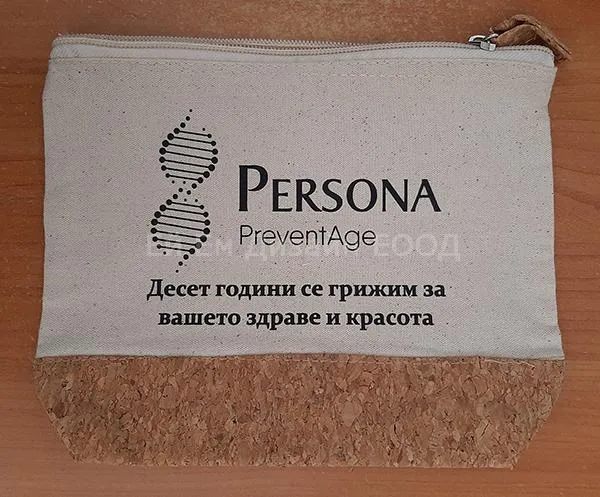 PERSONA
PreventAge
Десет години се грижим за
вашето здраве и красота